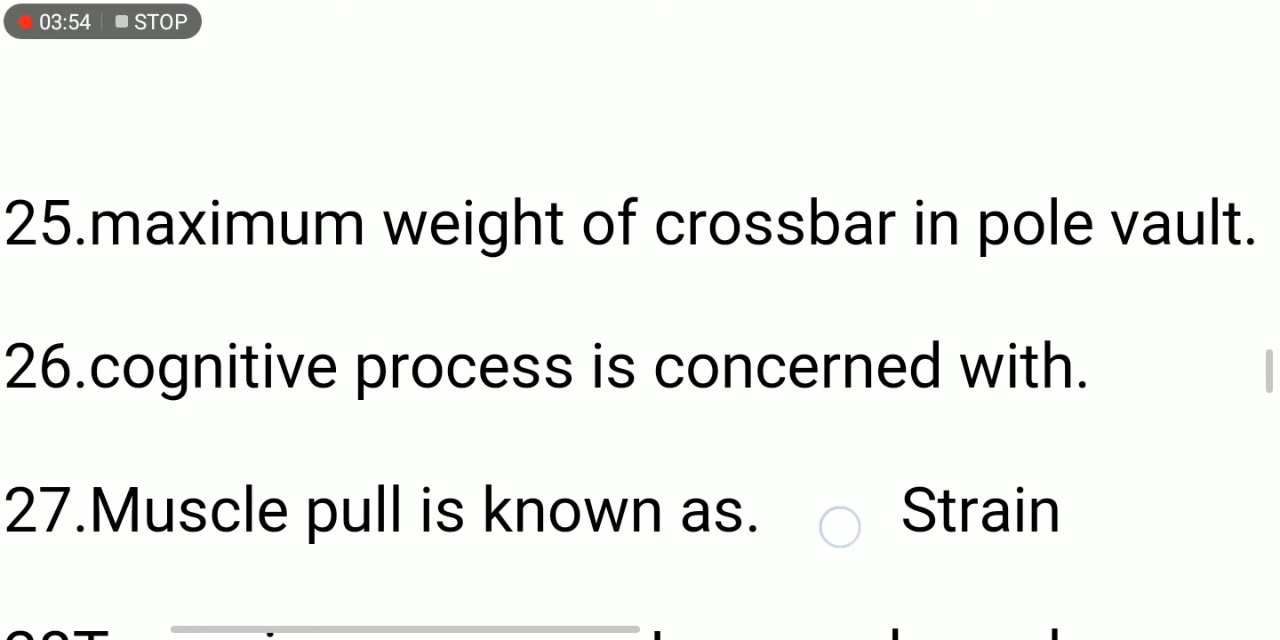 03:54 STOP
25.maximum weight of crossbar in pole vault.
26.cognitive process is concerned with.
27.Muscle pull is known as. Strain